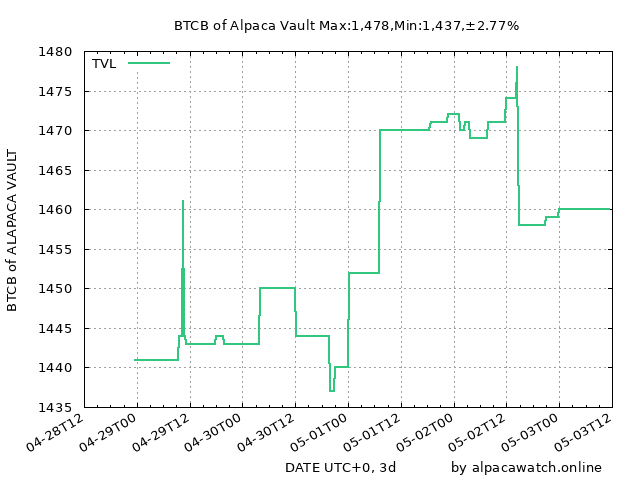 BTCB of Alpaca Vault Max:1,478,Min:1,437,±2.77%
TVL
BTCB of ALAPACA VAULT
1480
1475
1470
1465
1460
1455
1450
1445
1440
1435
04-28T12
04-29T00
04-29T12
04-30T00
04-30T12
05-01T00
05-01T12
05-02T00
05-02T12
05-03T00
05-03T12
DATE UTC+0, 3d
by alpacawatch.online